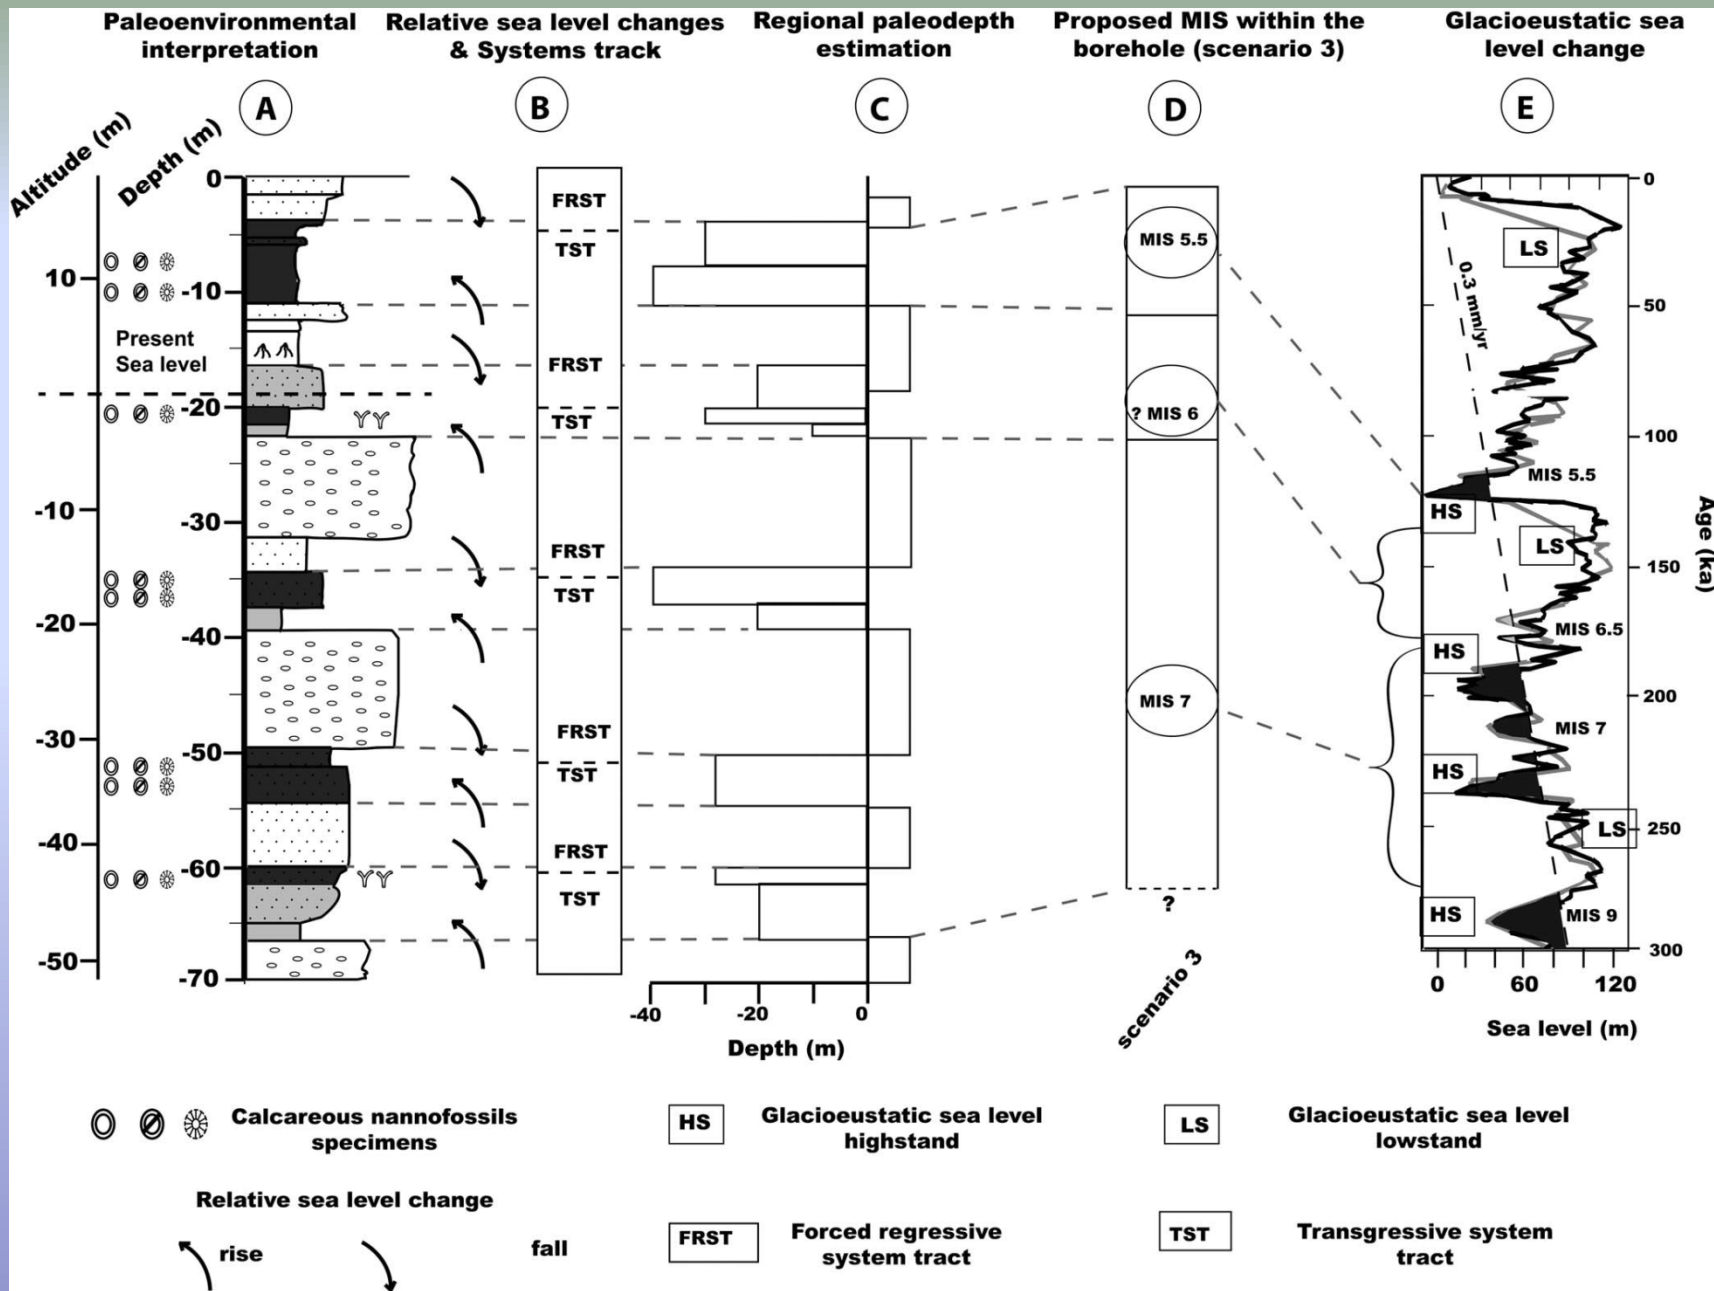 Paleoenvironmental
interpretation
Relative sea level changes
& Systems track
Regional paleodepth
estimation
Proposed MIS within the
borehole (scenario 3)
Glacioeustatic sea
level change
A
B
C
D
E
Altitude (m)
Depth (m)
10
-10
-20
-30
-40
-50
Present
Sea level
0
-10
-20
-30
-40
-50
-60
-70
FRST
TST
FRST
TST
FRST
TST
FRST
TST
FRST
TST
-40
-20
0
Depth (m)
MIS 5.5
? MIS 6
MIS 7
?
scenario 3
0.3 mm/yr
LS
MIS 5.5
HS
LS
MIS 6.5
HS
MIS 7
HS
LS
HS
MIS 9
0
50
100
150
200
250
300
Age (ka)
0
60
120
Sea level (m)
Calcareous nannofossils
specimens
HS
Glacioeustatic sea level
highstand
LS
Glacioeustatic sea level
lowstand
Relative sea level change
rise
fall
FRST
Forced regressive
system tract
TST
Transgressive system
tract